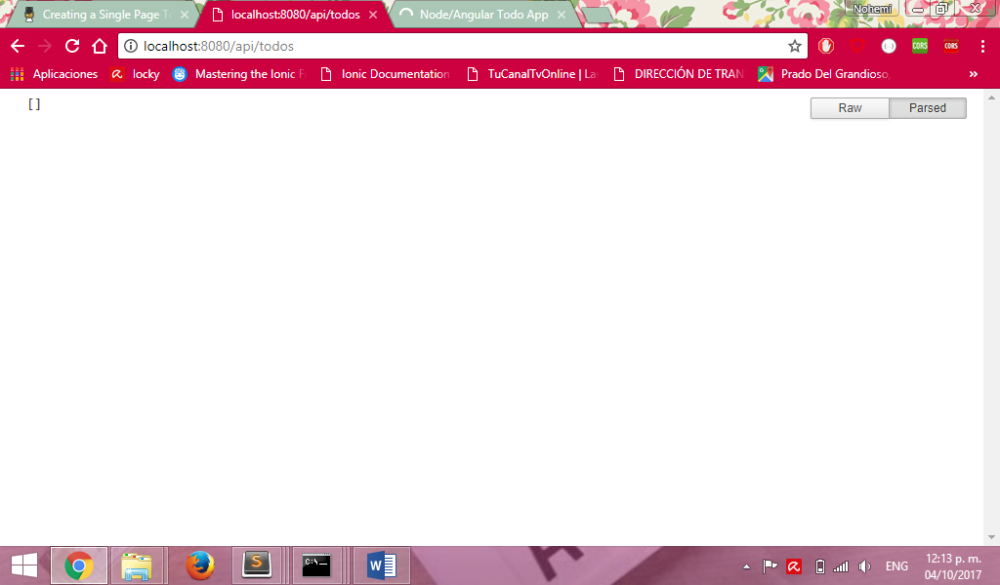 Creating a Single Page T
localhost:8080/api/todos
Node/Angular Todo App
Nohemi
localhost:8080/api/todos
CORS
CORS
Aplicaciones
locky
Mastering the Ionic F
Ionic Documentation
TuCanalTvOnline | La
DIRECCIÓN DE TRAN
Prado Del Grandioso,
»
[]
Raw
Parsed
S
C:\_
W
A
ENG
12:13 p. m.
04/10/2017